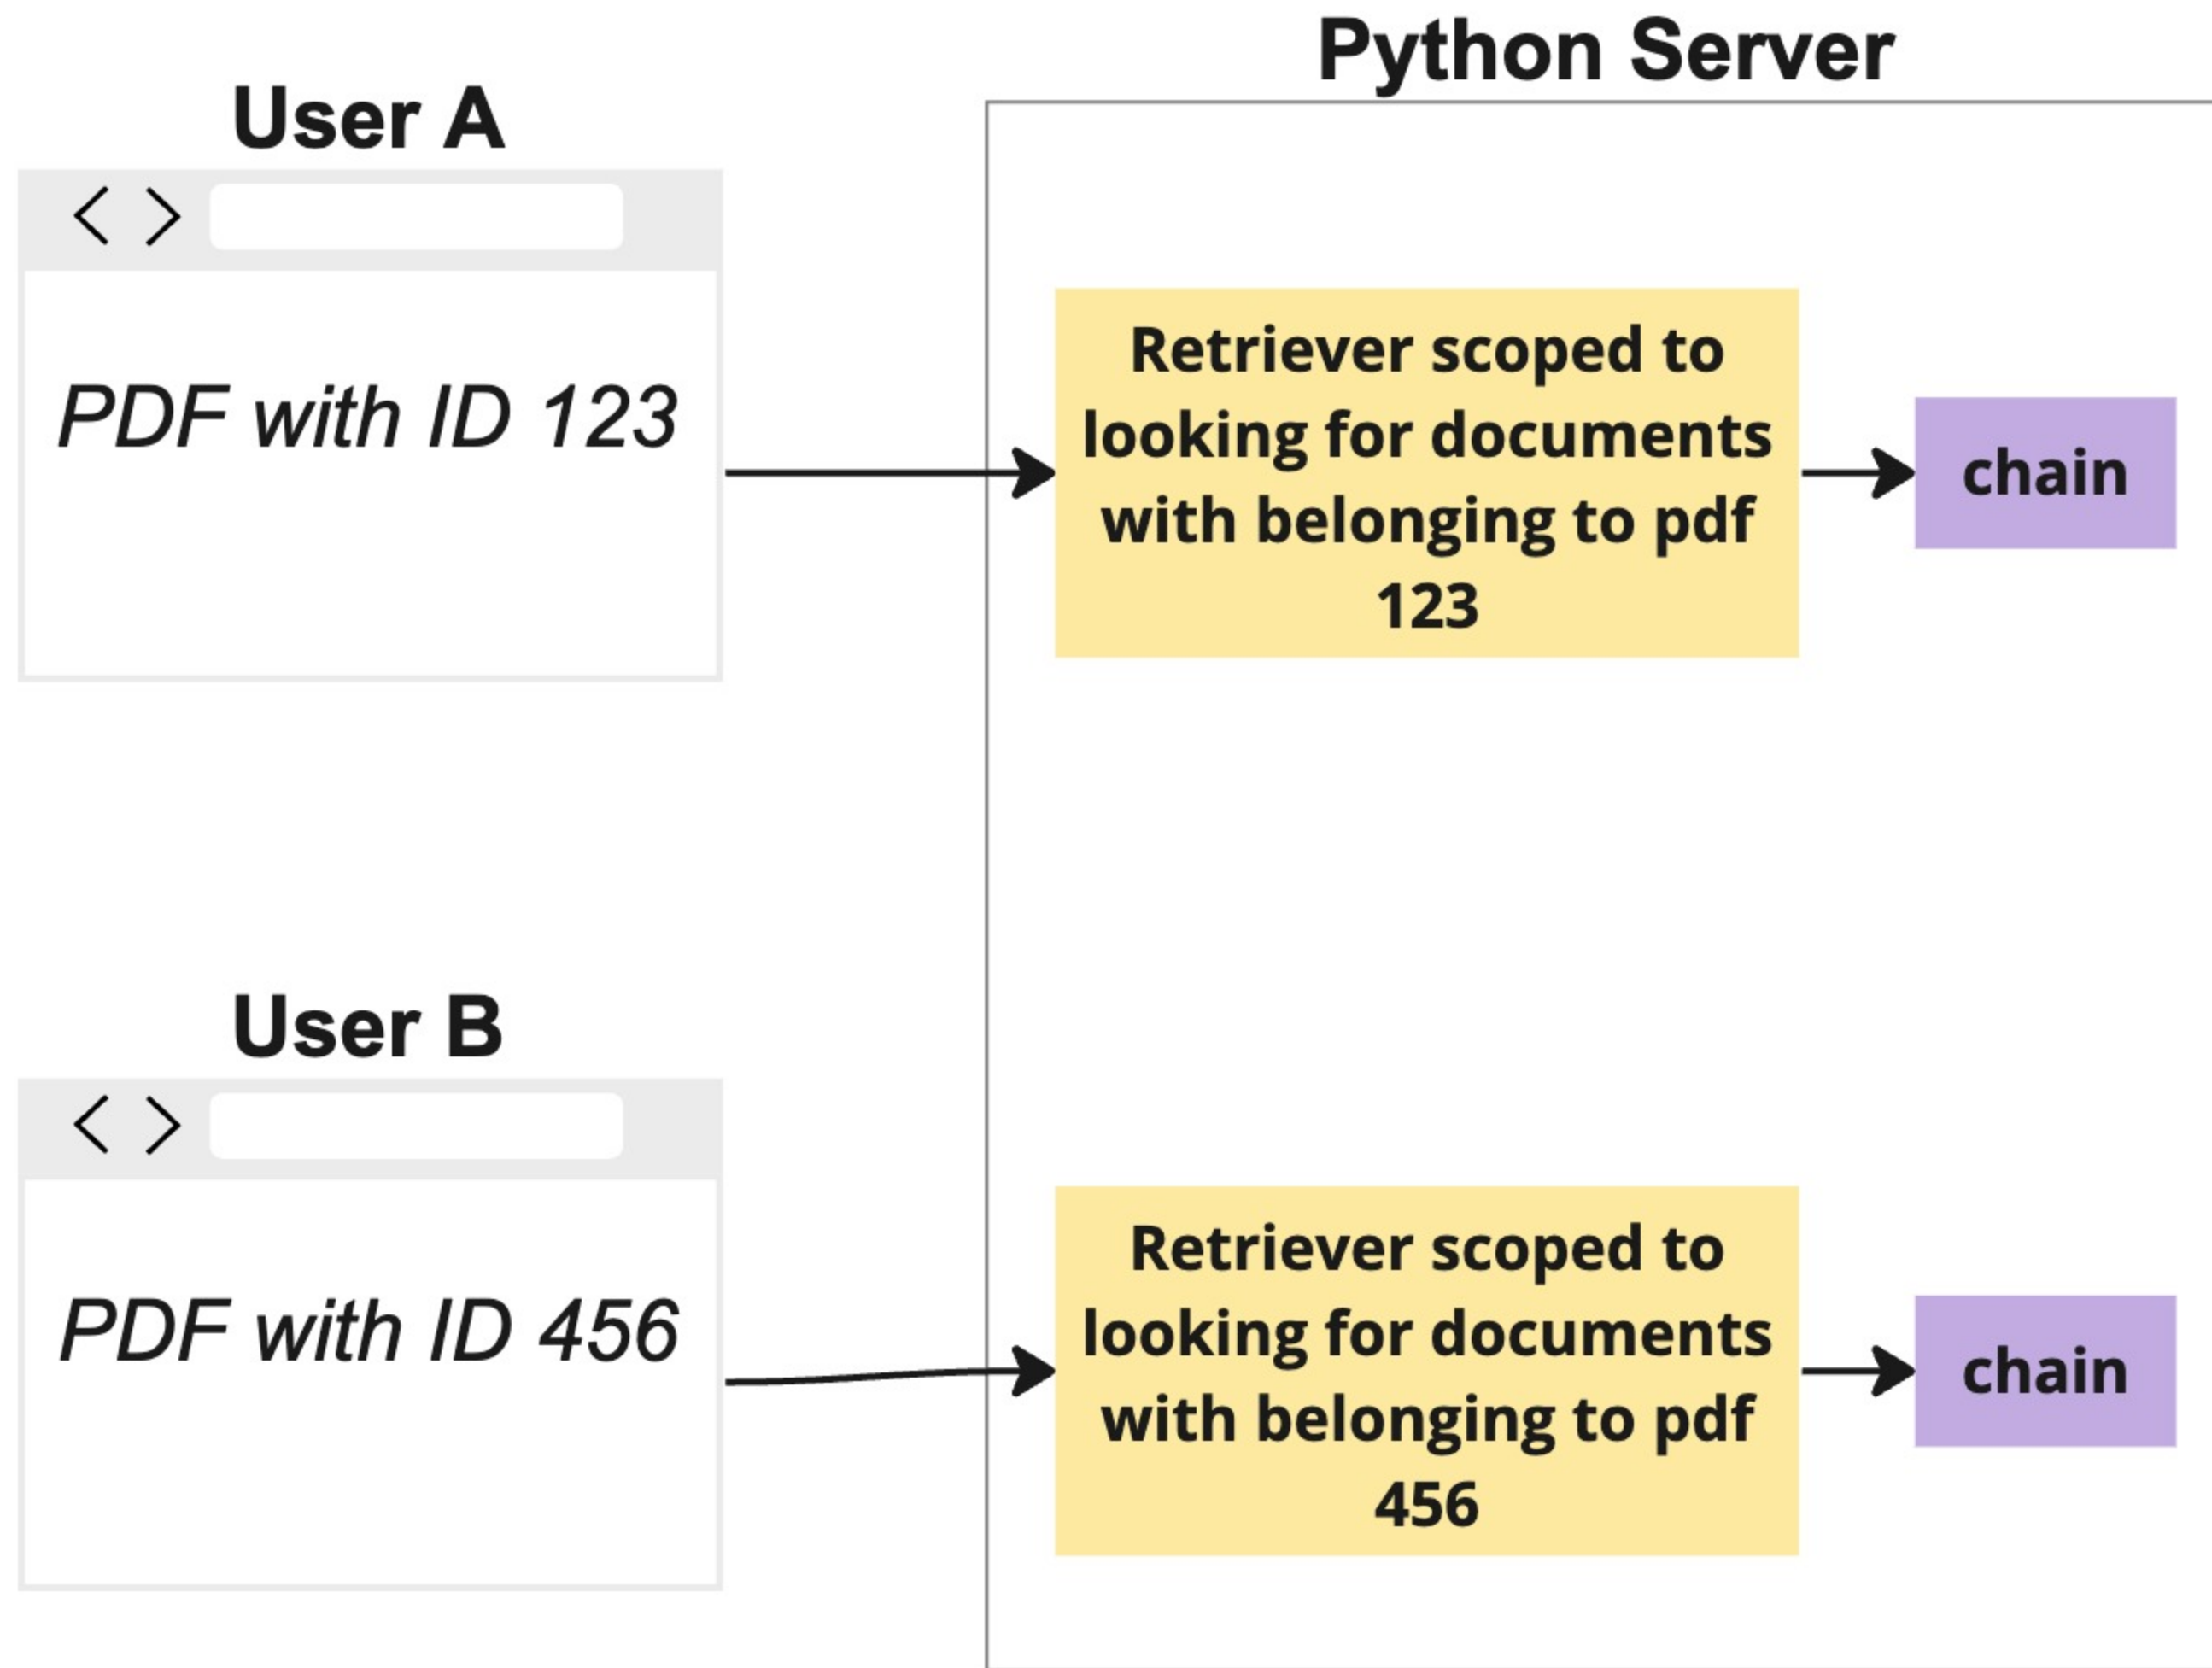 Python Server
User A
PDF with ID 123
Retriever scoped to
looking for documents
with belonging to pdf
123
chain
User B
PDF with ID 456
Retriever scoped to
looking for documents
with belonging to pdf
456
chain